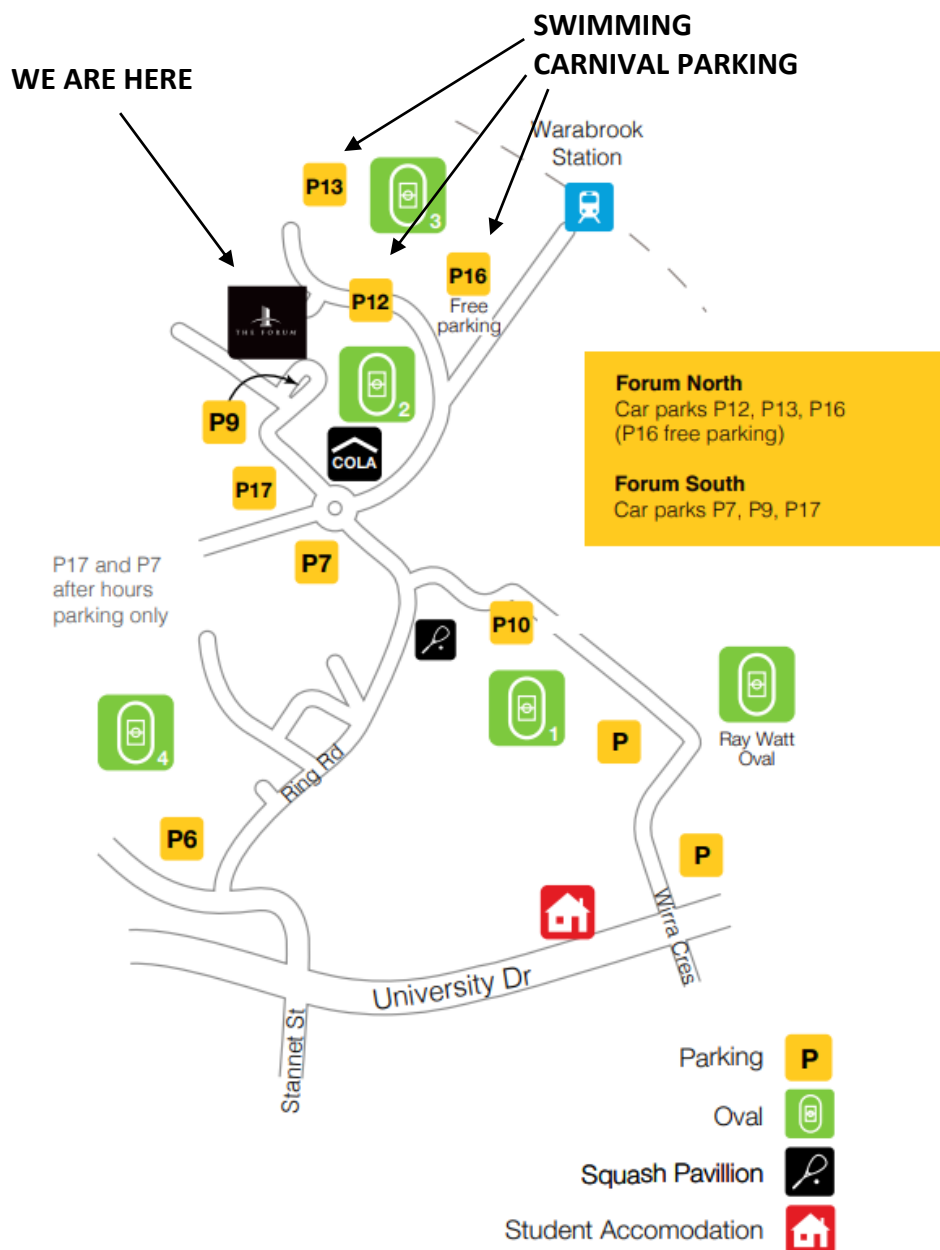 SWIMMING
CARNIVAL PARKING
WE ARE HERE
Warabrook
Station
P13
3
P16
Free
parking
P12
THE FORUM
2
P9
COLA
P17
Forum North
Car parks P12, P13, P16
(P16 free parking)
Forum South
Car parks P7, P9, P17
P7
P17 and P7
after hours
parking only
P10
1
4
P
Ray Watt
Oval
Ring Rd
P6
P
Wirra Cres
University Dr
Stannet St
Parking
P
Oval
Squash Pavillion
Student Accomodation